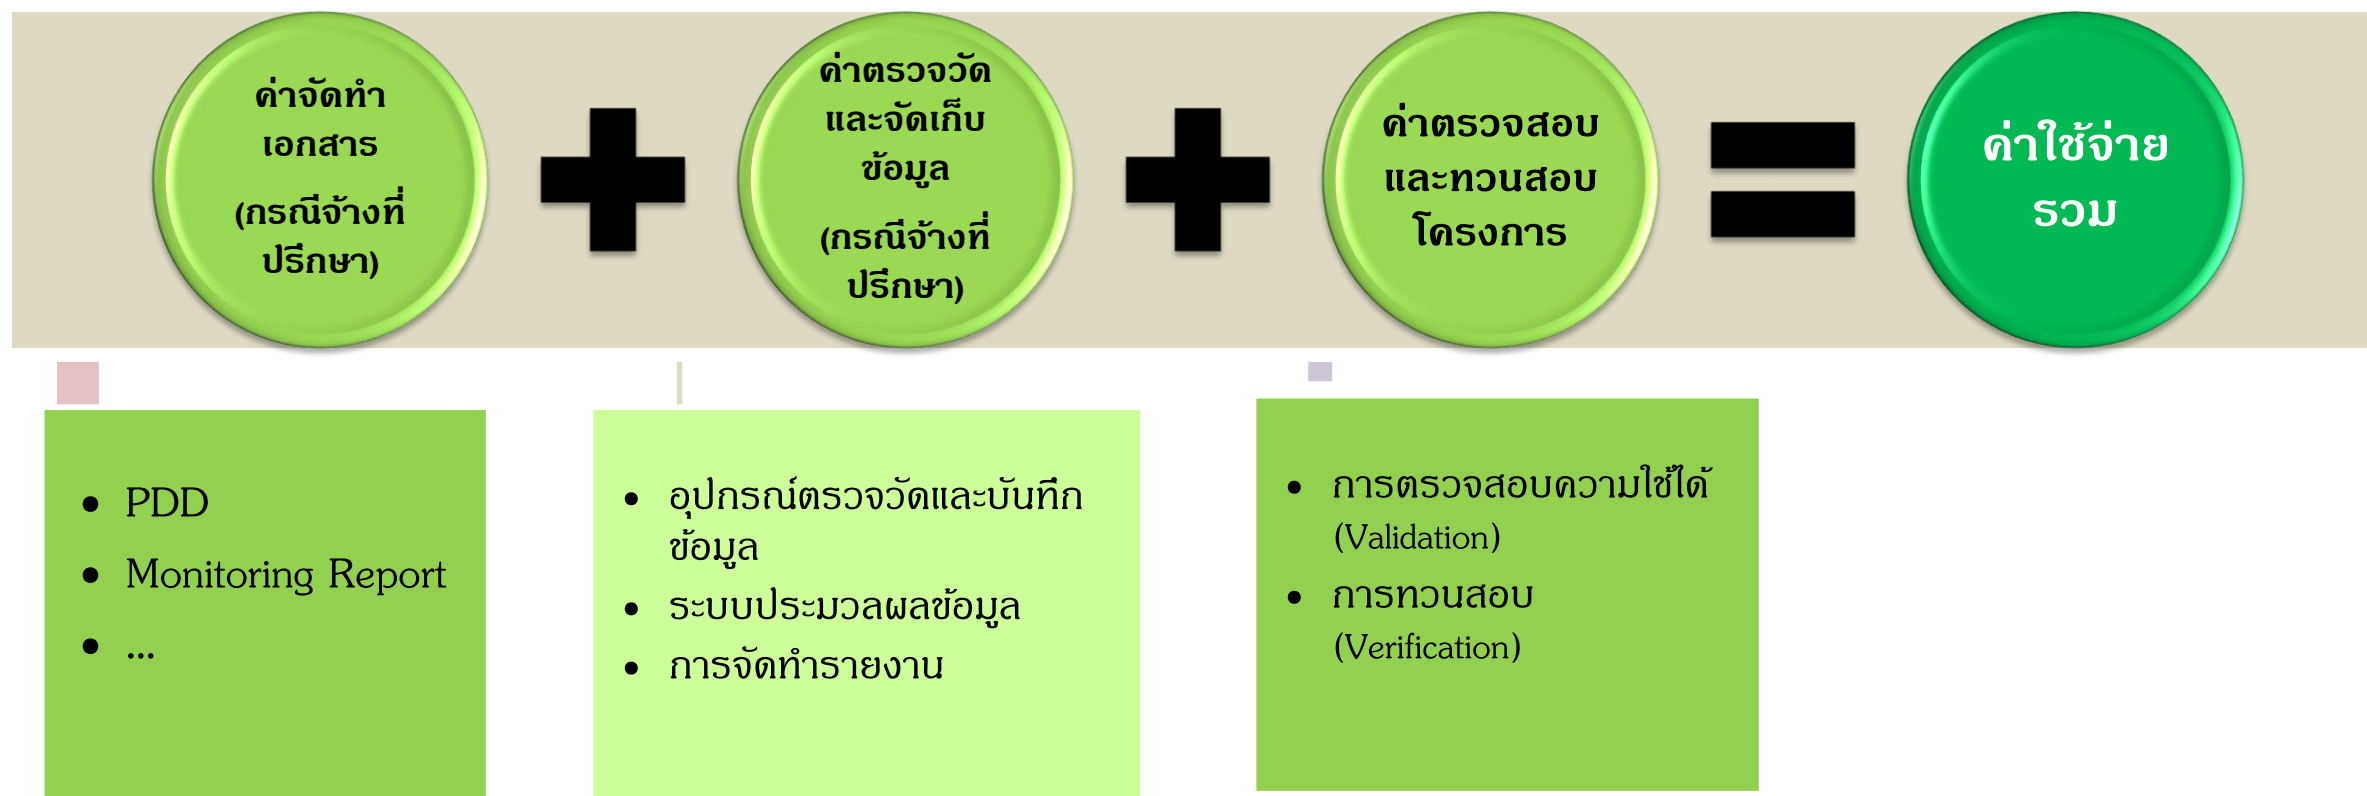 ค่าจัดทำ
เอกสาร
(กรณีจ้างที่
ปรึกษา)
ค่าตรวจวัด
และจัดเก็บ
ข้อมูล
(กรณีจ้างที่
ปรึกษา)
ค่าตรวจสอบ
และทวนสอบ
โครงการ
ค่าใช้จ่าย
รวม
• PDD
• Monitoring Report
• ...
• อุปกรณ์ตรวจวัดและบันทึก
ข้อมูล
• ระบบประมวลผลข้อมูล
• การจัดทำรายงาน
• การตรวจสอบความใช้ได้
(Validation)
• การทวนสอบ
(Verification)